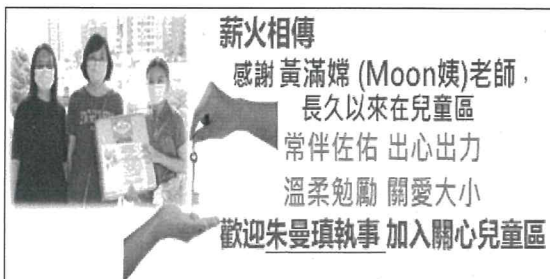 薪火相傳
感謝 黃滿嫦 (Moon姨)老師，
長久以來在兒童區
常伴佐佑 出心出力
溫柔勉勵 關愛大小
歡迎朱曼瑱執事 加入關心兒童區